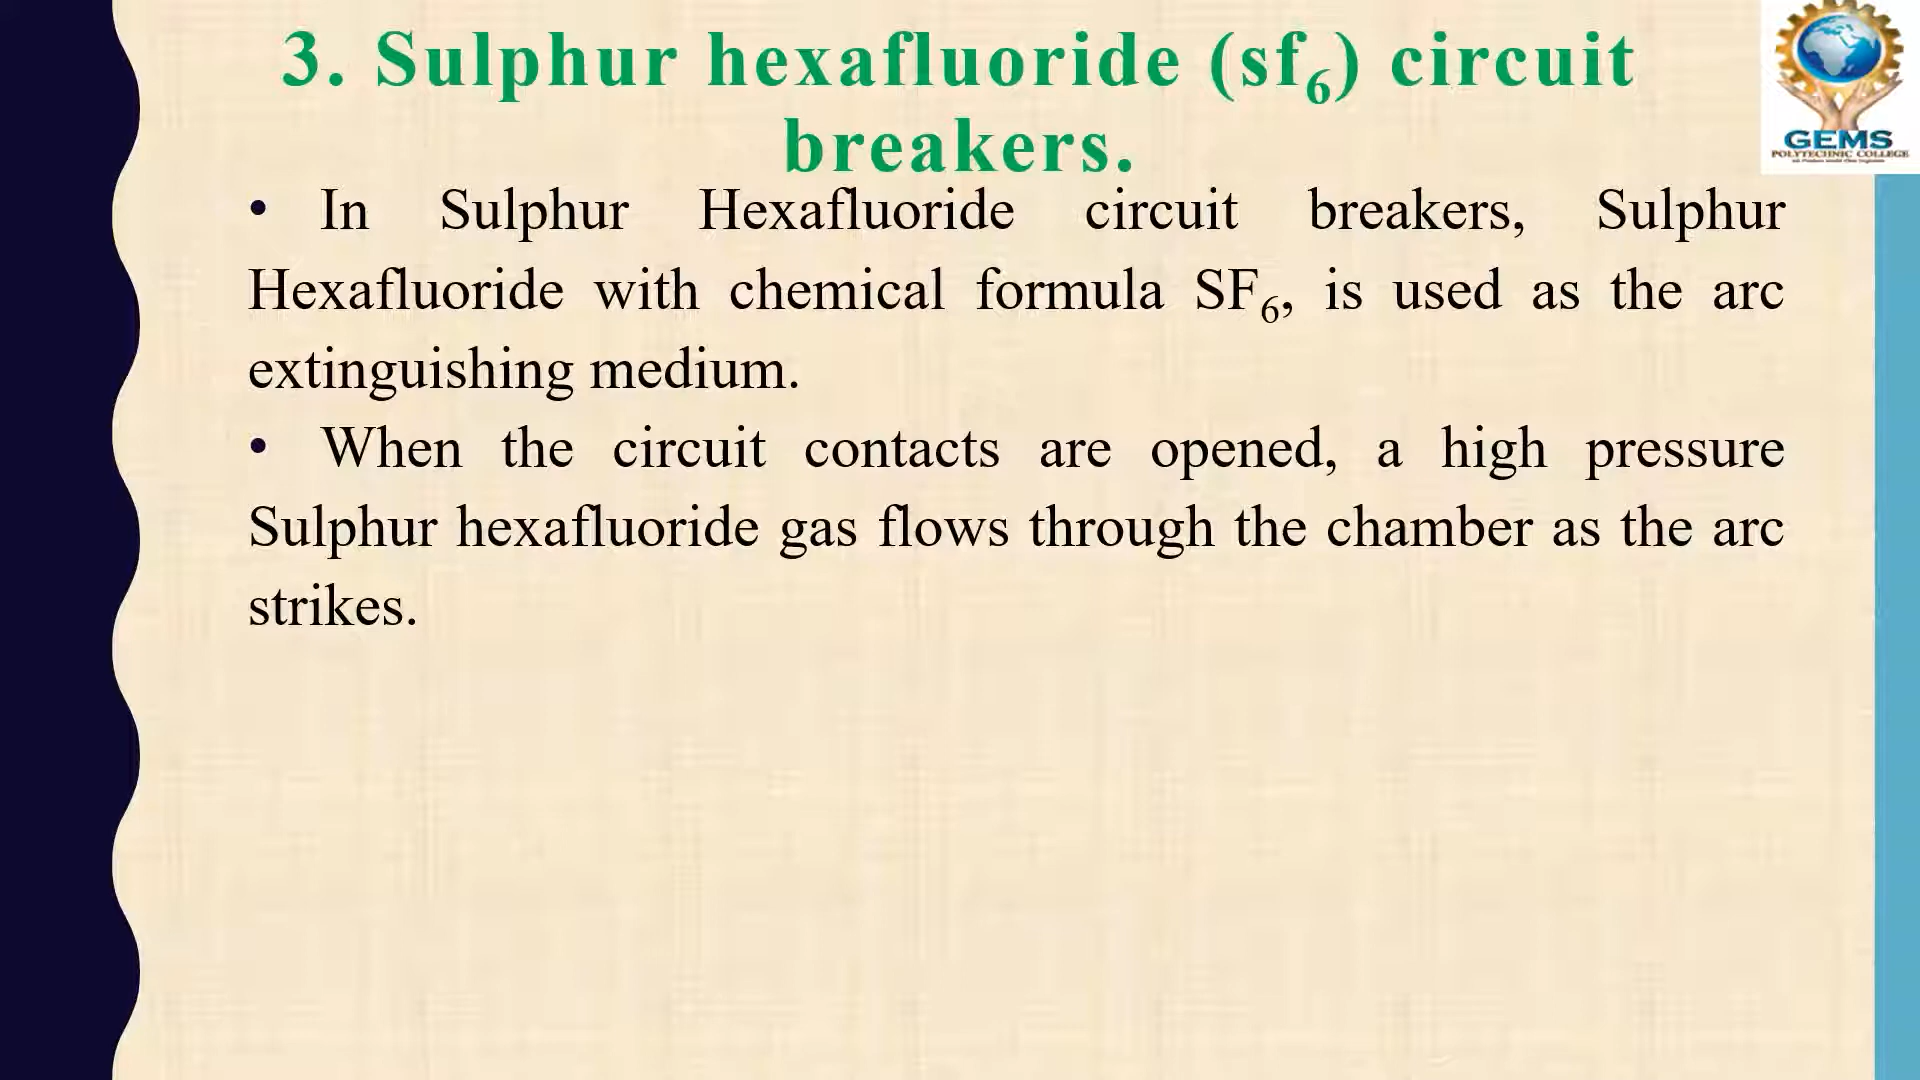 3. Sulphur hexafluoride (sf₆) circuit
breakers.
GEMS
POLYTECHNIC COLLEGE
• In Sulphur Hexafluoride circuit breakers, Sulphur
Hexafluoride with chemical formula SF₆, is used as the arc
extinguishing medium.
• When the circuit contacts are opened, a high pressure
Sulphur hexafluoride gas flows through the chamber as the arc
strikes.